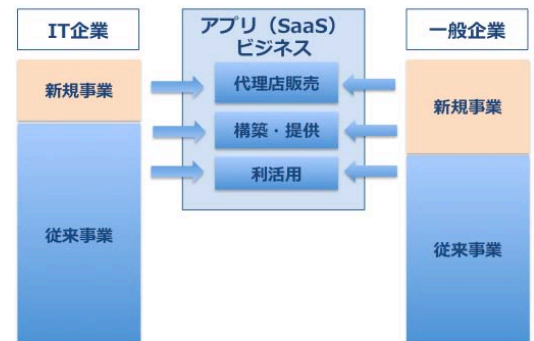 IT企業
新規事業
従来事業
アプリ（SaaS）
ビジネス
代理店販売
構築・提供
利活用
一般企業
新規事業
従来事業